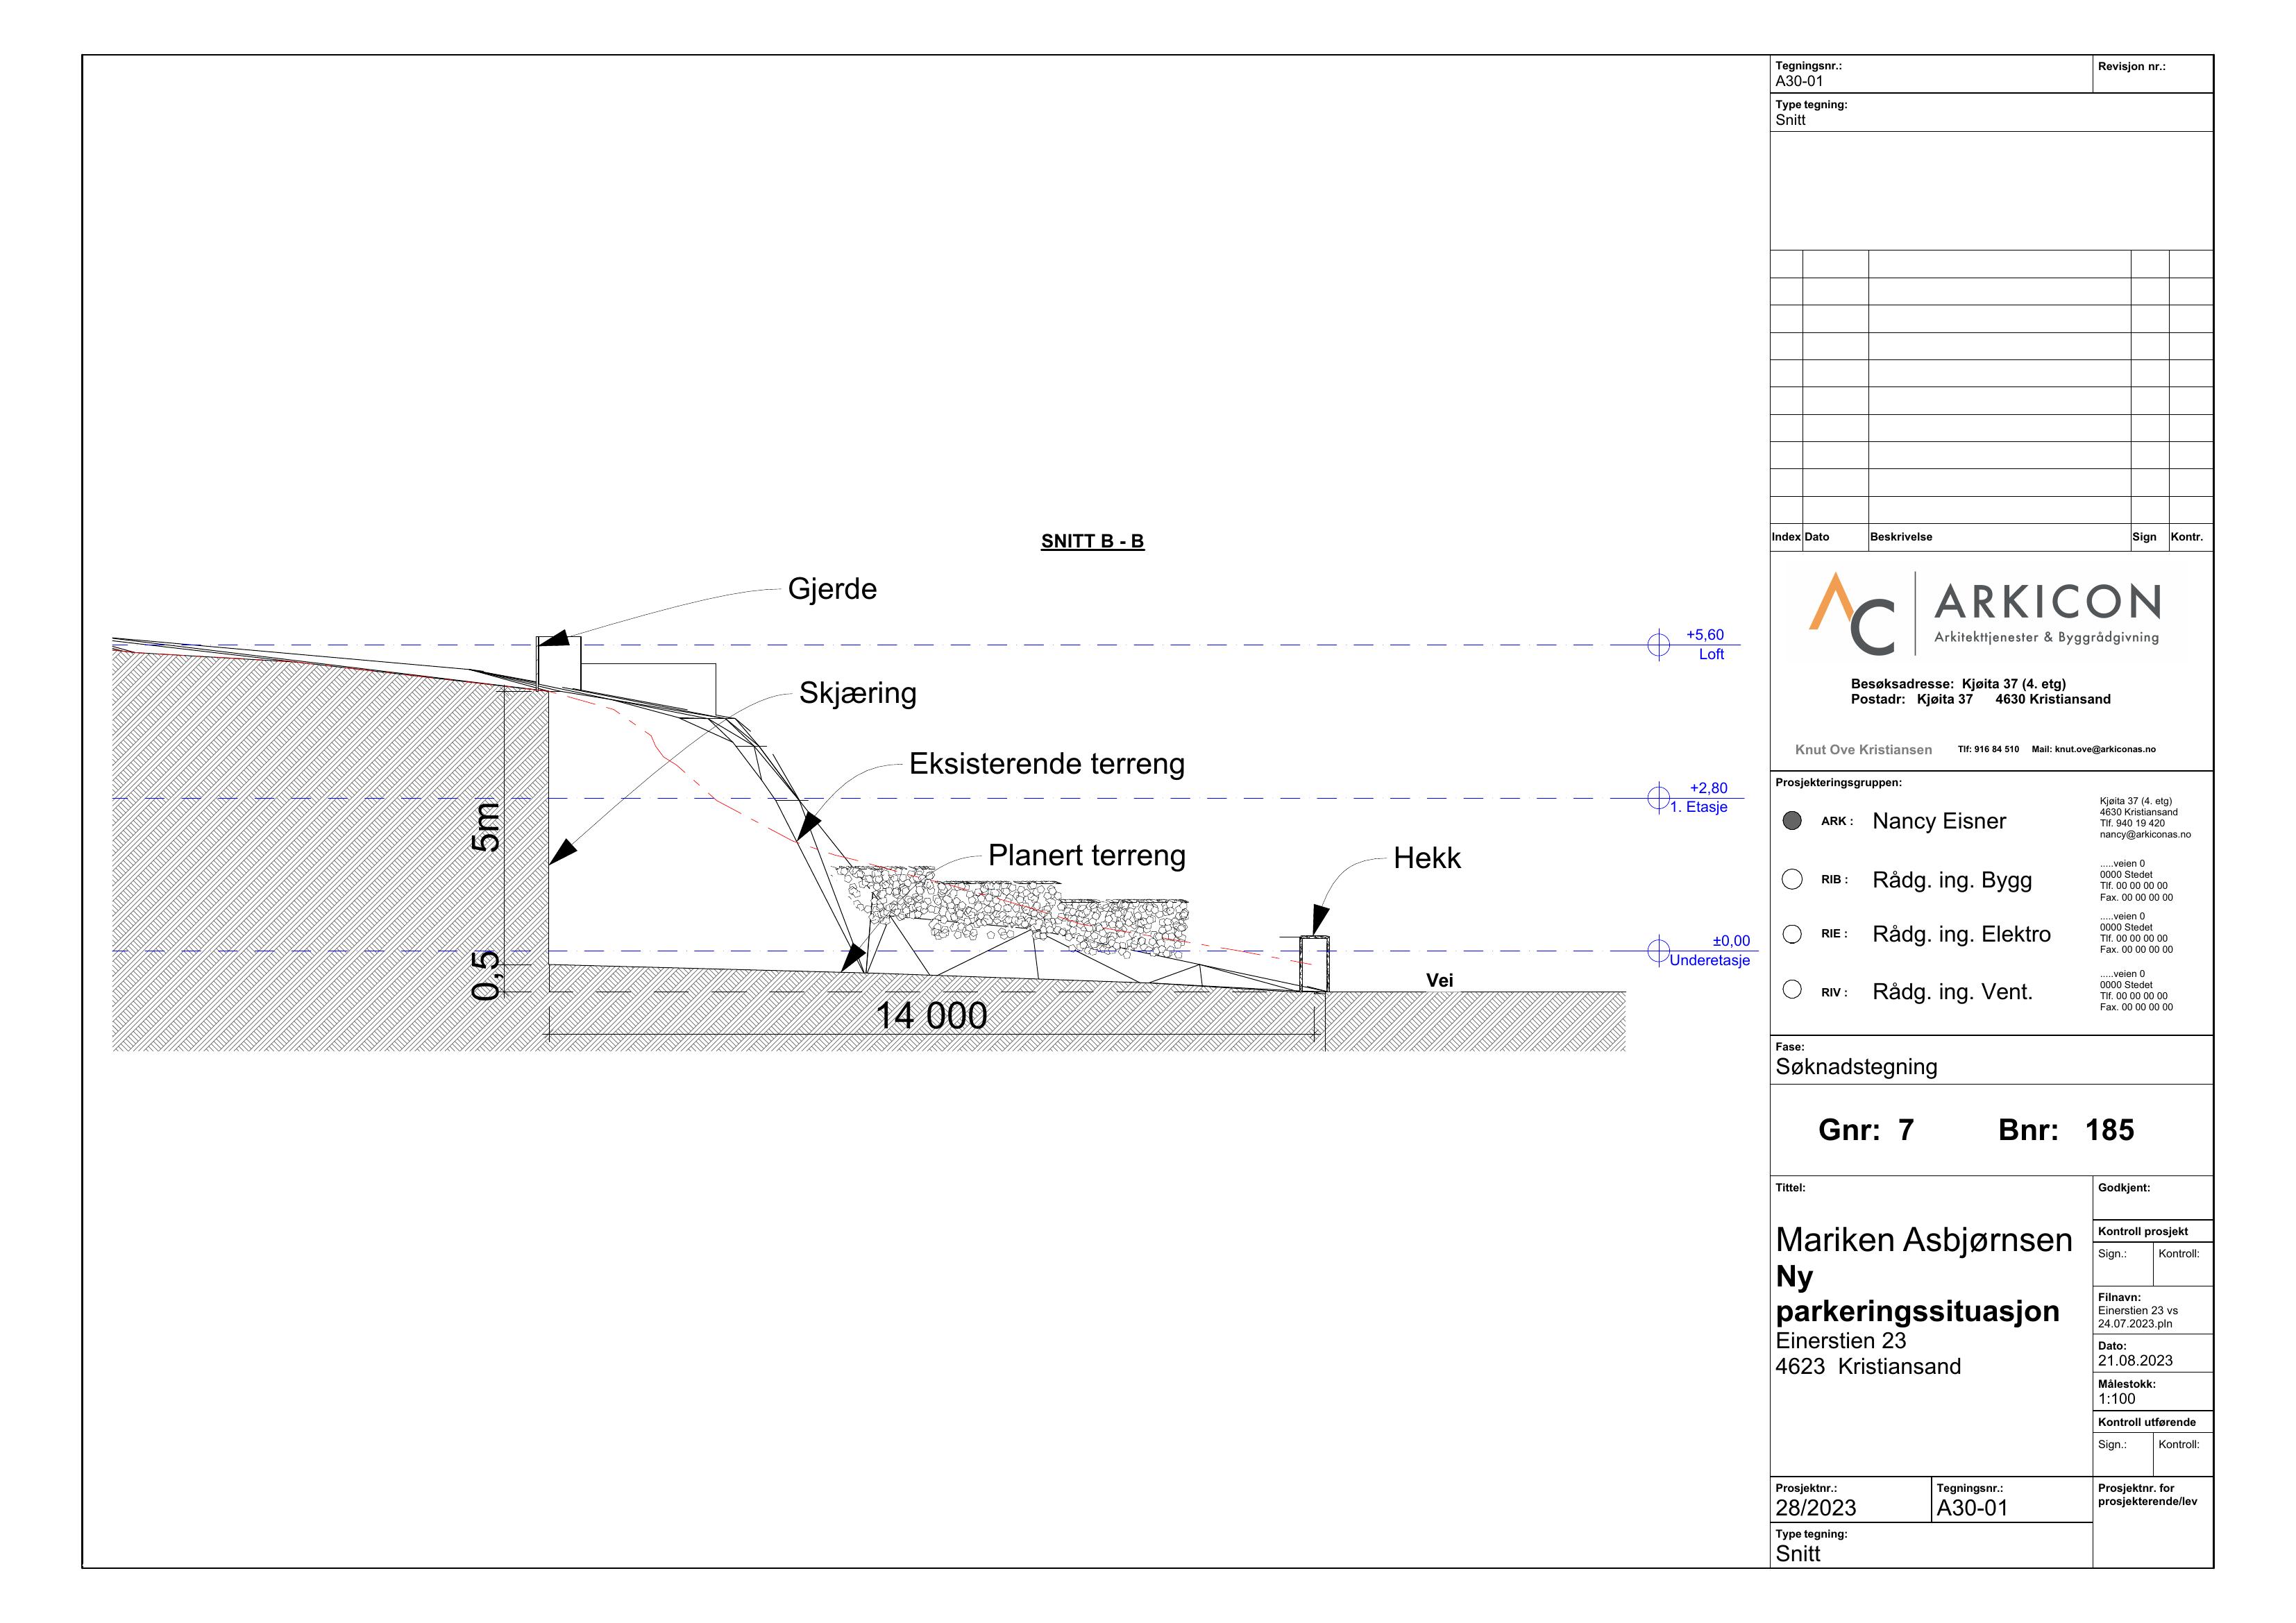 SNITT B - B
Gjerde
+5,60
Loft
Skjæring
Eksisterende terreng
+2,80
1. Etasje
5m
Planert terreng
Hekk
±0,00
Underetasje
0,5
Vei
14 000
Tegningsnr.:
A30-01
Revisjon nr.:
Type tegning:
Snitt
Index Dato Beskrivelse Sign Kontr.
AC ARKICON
Arkitekttjenester & Byggrådgivning
Besøksadresse: Kjøita 37 (4. etg)
Postadr: Kjøita 37 4630 Kristiansand
Knut Ove Kristiansen Tlf: 916 84 510 Mail: knut.ove@arkiconas.no
Prosjekteringsgruppen:
ARK : Nancy Eisner
Kjøita 37 (4. etg)
4630 Kristiansand
Tlf. 940 19 420
nancy@arkiconas.no
RIB : Rådg. ing. Bygg
.....veien 0
0000 Stedet
Tlf. 00 00 00 00
Fax. 00 00 00 00
RIE : Rådg. ing. Elektro
.....veien 0
0000 Stedet
Tlf. 00 00 00 00
Fax. 00 00 00 00
RIV : Rådg. ing. Vent.
.....veien 0
0000 Stedet
Tlf. 00 00 00 00
Fax. 00 00 00 00
Fase:
Søknadstegning
Gnr: 7 Bnr: 185
Tittel:
Mariken Asbjørnsen
Ny
parkeringssituasjon
Einerstien 23
4623 Kristiansand
Godkjent:
Kontroll prosjekt
Sign.: Kontroll:
Filnavn:
Einerstien 23 vs
24.07.2023.pln
Dato:
21.08.2023
Målestokk:
1:100
Kontroll utførende
Sign.: Kontroll:
Prosjektnr.:
28/2023
Tegningsnr.:
A30-01
Prosjektnr. for
prosjekterende/lev
Type tegning:
Snitt